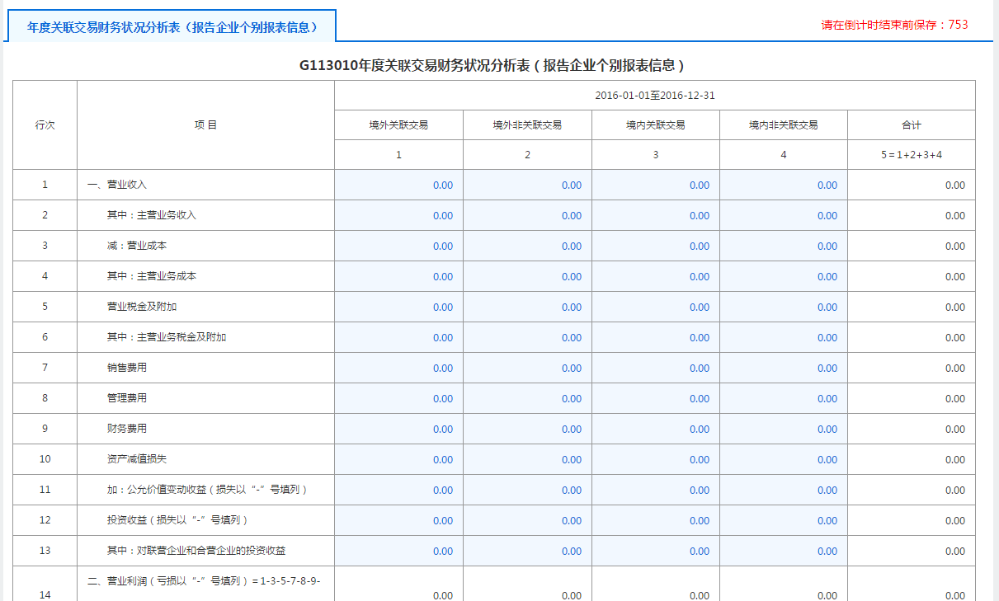 年度关联交易财务状况分析表（报告企业个别报表信息）
请在倒计时结束前保存：753
G113010年度关联交易财务状况分析表（报告企业个别报表信息）
行次 项 目 2016-01-01至2016-12-31
境外关联交易 境外非关联交易 境内关联交易 境内非关联交易 合计
1 2 3 4 5=1+2+3+4
1 一、营业收入 0.00 0.00 0.00 0.00 0.00
2 其中：主营业务收入 0.00 0.00 0.00 0.00 0.00
3 减：营业成本 0.00 0.00 0.00 0.00 0.00
4 其中：主营业务成本 0.00 0.00 0.00 0.00 0.00
5 营业税金及附加 0.00 0.00 0.00 0.00 0.00
6 其中：主营业务税金及附加 0.00 0.00 0.00 0.00 0.00
7 销售费用 0.00 0.00 0.00 0.00 0.00
8 管理费用 0.00 0.00 0.00 0.00 0.00
9 财务费用 0.00 0.00 0.00 0.00 0.00
10 资产减值损失 0.00 0.00 0.00 0.00 0.00
11 加：公允价值变动收益（损失以“-”号填列） 0.00 0.00 0.00 0.00 0.00
12 投资收益（损失以“-”号填列） 0.00 0.00 0.00 0.00 0.00
13 其中：对联营企业和合营企业的投资收益 0.00 0.00 0.00 0.00 0.00
14 二、营业利润（亏损以“-”号填列）=1-3-5-7-8-9- 0.00 0.00 0.00 0.00 0.00